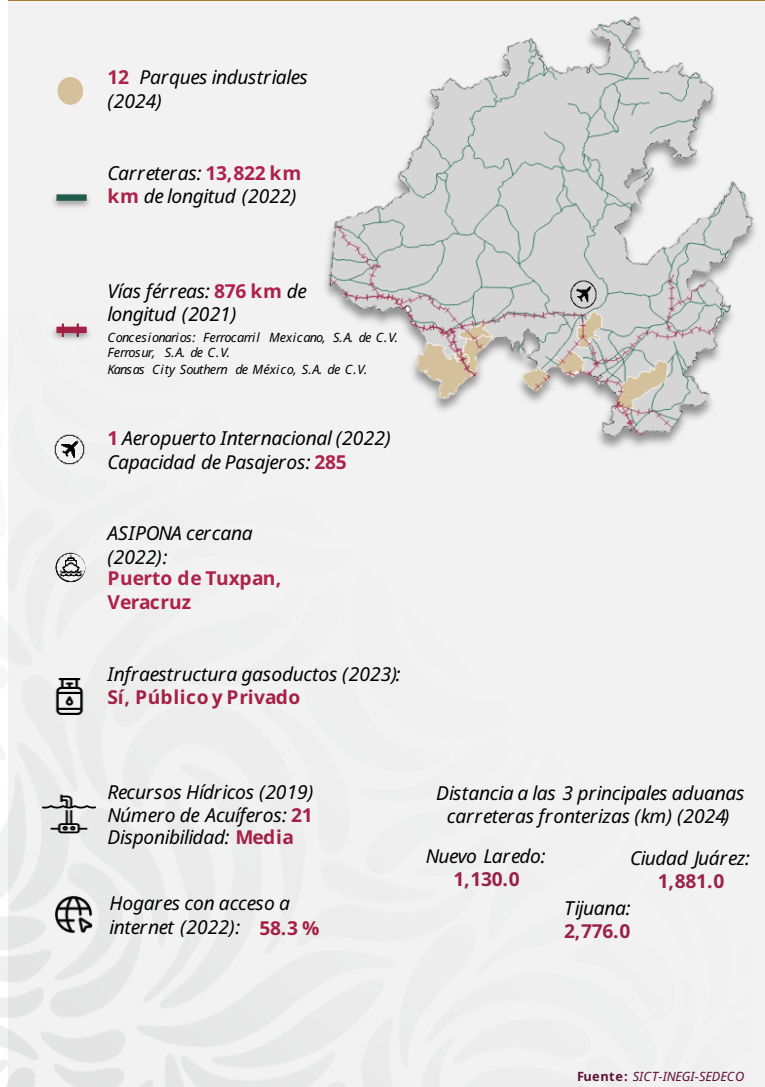 12 Parques industriales
(2024)
Carreteras: 13,822 km
km de longitud (2022)
Vías férreas: 876 km de
longitud (2021)
Concesionarios: Ferrocarril Mexicano, S.A. de C.V.
Ferrosur, S.A. de C.V.
Kansas City Southern de México, S.A. de C.V.
1 Aeropuerto Internacional (2022)
Capacidad de Pasajeros: 285
ASIPONA cercana
(2022):
Puerto de Tuxpan,
Veracruz
Infraestructura gasoductos (2023):
Sí, Público y Privado
Recursos Hídricos (2019)
Número de Acuíferos: 21
Disponibilidad: Media
Hogares con acceso a
internet (2022): 58.3 %
Distancia a las 3 principales aduanas
carreteras fronterizas (km) (2024)
Nuevo Laredo:
1,130.0
Ciudad Juárez:
1,881.0
Tijuana:
2,776.0
Fuente: SICT-INEGI-SEDECO